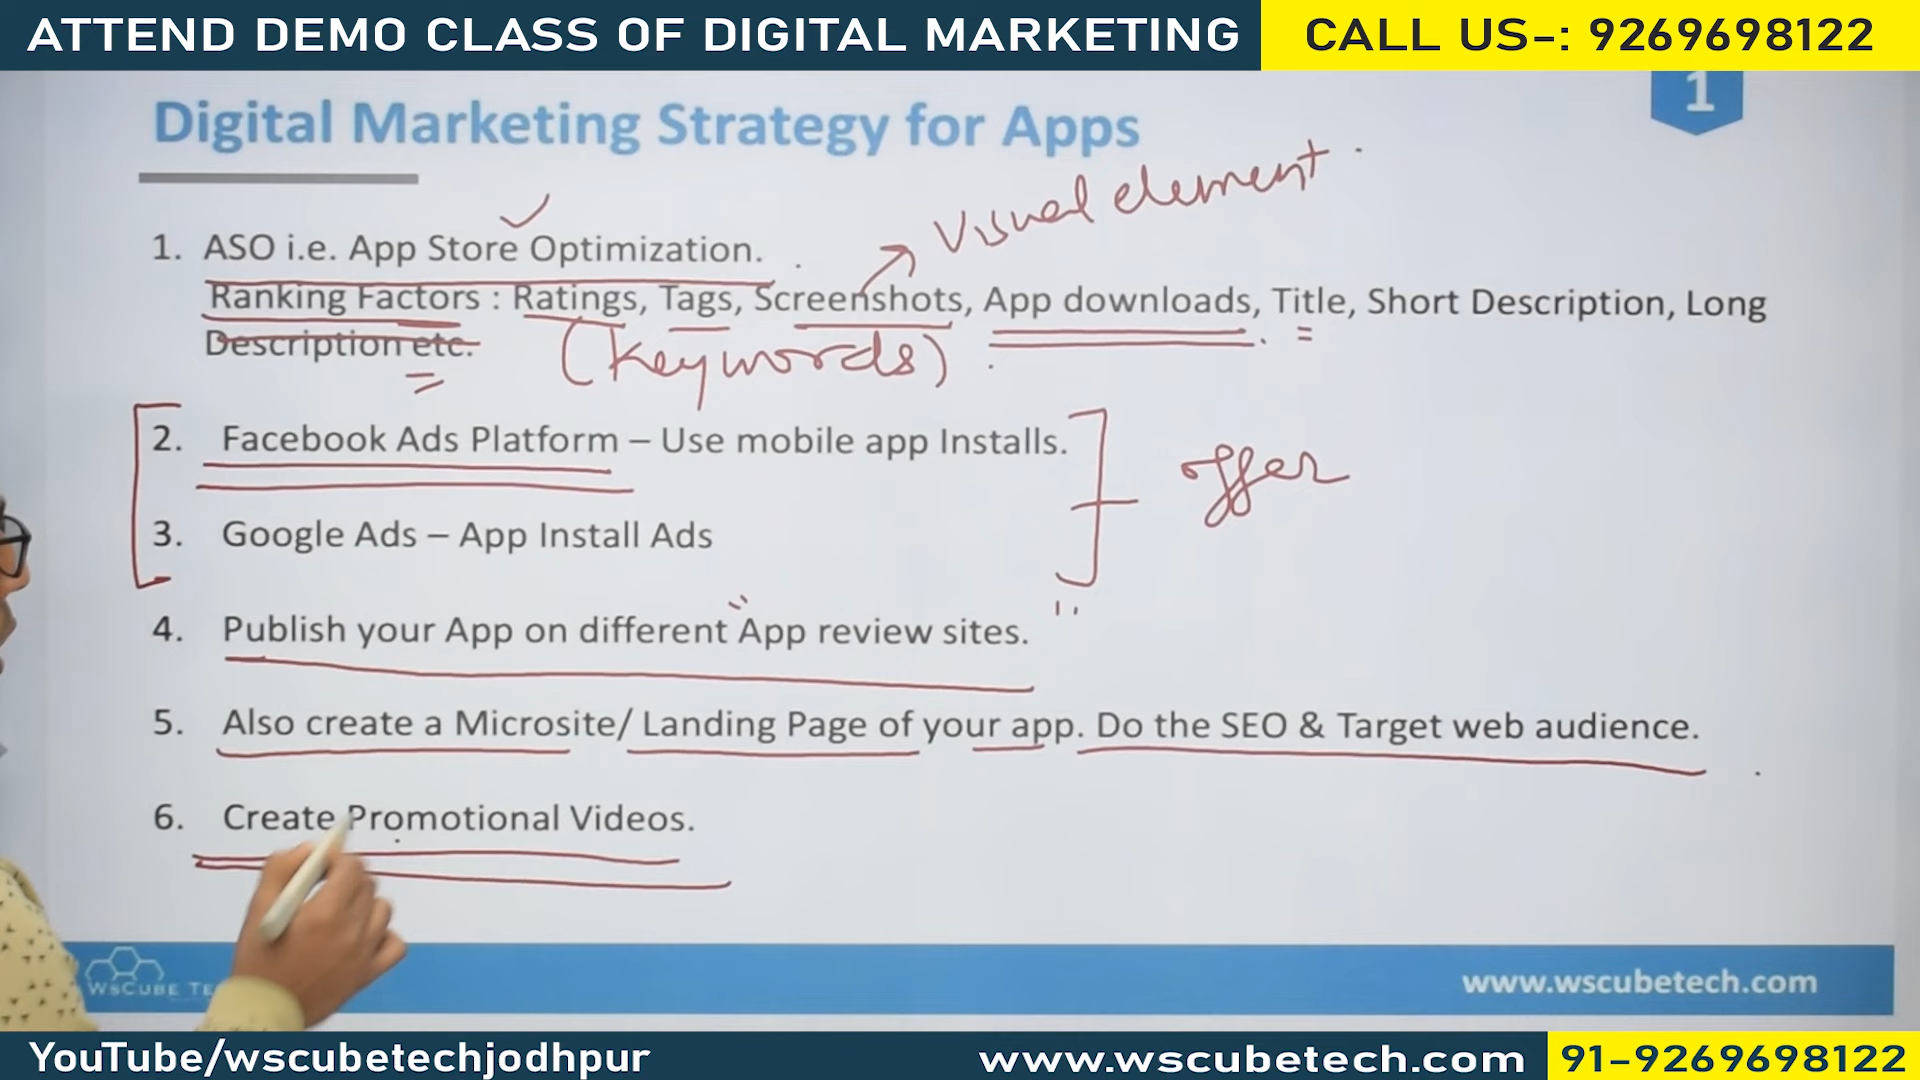 ATTEND DEMO CLASS OF DIGITAL MARKETING
CALL US-: 9269698122
1
Digital Marketing Strategy for Apps
Visual element.
1. ASO i.e. App Store Optimization.
Ranking Factors : Ratings, Tags, Screenshots, App downloads, Title, Short Description, Long
Description etc.
(Keywords)
2. Facebook Ads Platform – Use mobile app Installs.
offer
3. Google Ads – App Install Ads
4. Publish your App on different "App review sites."
5. Also create a Microsite/ Landing Page of your app. Do the SEO & Target web audience.
6. Create Promotional Videos.
WSCUBE TE
www.wscubetech.com
YouTube/wscubetechjodhpur
www.wscubetech.com
91-9269698122